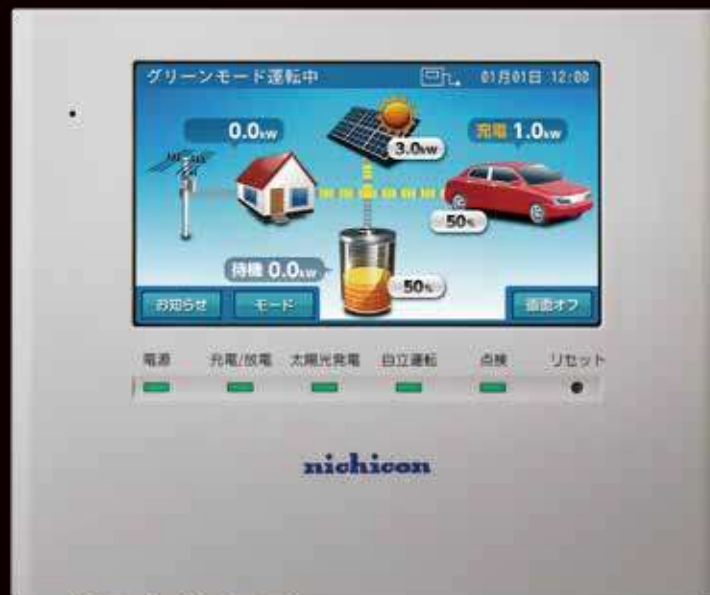 グリーンモード運転中 01月01日 12:00
0.0kw
3.0kw
充電 1.0kw
50%
待機 0.0kw
50%
お知らせ モード 画面オフ
電源 充電/放電 太陽光発電 自立運転 点検 リセット
nichicon